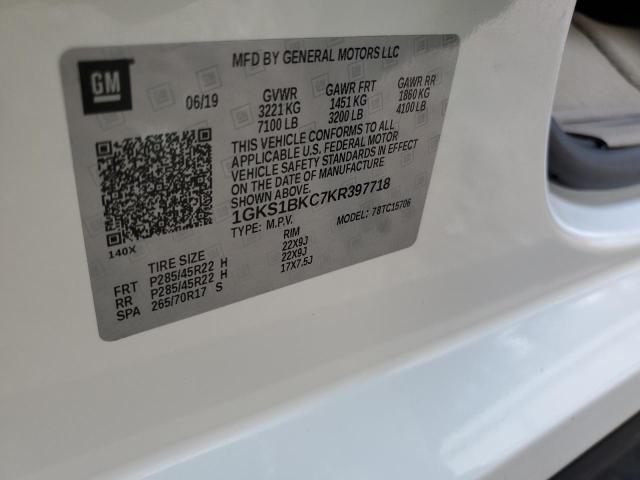 GM
MFD BY GENERAL MOTORS LLC
06/19
GVWR GAWR FRT GAWR RR
3221 KG 1451 KG 1860 KG
7100 LB 3200 LB 4100 LB
THIS VEHICLE CONFORMS TO ALL
APPLICABLE U.S. FEDERAL MOTOR
VEHICLE SAFETY STANDARDS IN EFFECT
ON THE DATE OF MANUFACTURE
SHOWN ABOVE.
1GKS1BKC7KR397718
TYPE: M.P.V. MODEL: 78TC15706
140X
TIRE SIZE RIM
FRT P285/45R22 H 22X9J
RR P285/45R22 H 22X9J
SPA 265/70R17 S 17X7.5J